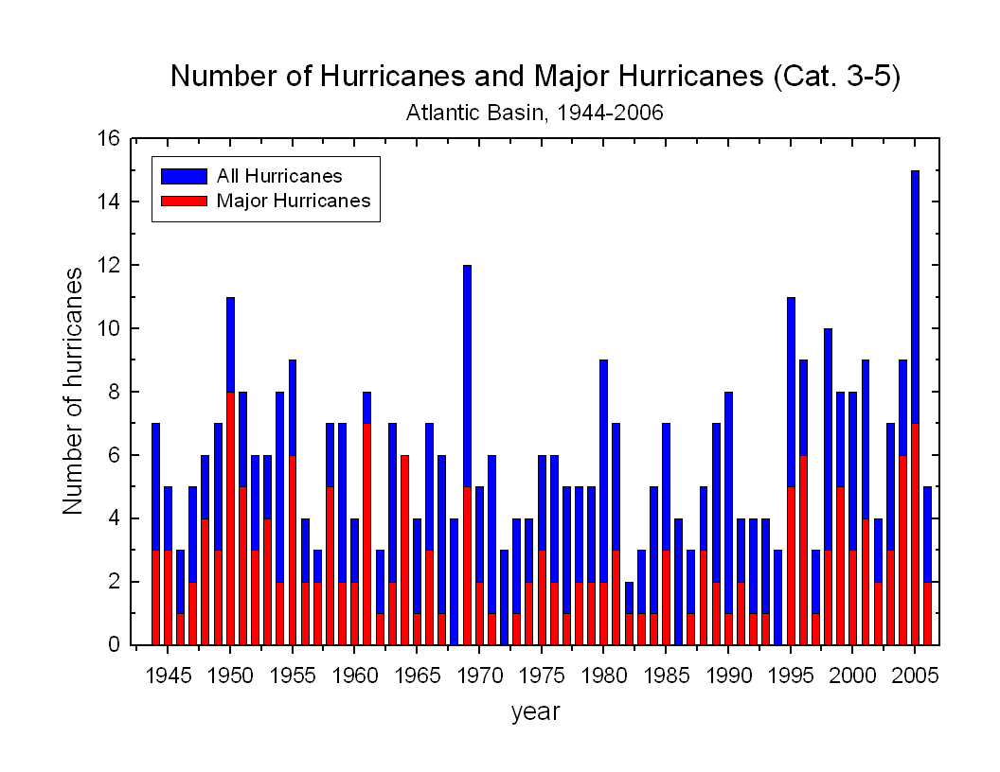 Number of Hurricanes and Major Hurricanes (Cat. 3-5)
Atlantic Basin, 1944-2006
16
All Hurricanes
Major Hurricanes
14
12
10
8
6
4
2
0
Number of hurricanes
1945 1950 1955 1960 1965 1970 1975 1980 1985 1990 1995 2000 2005
year